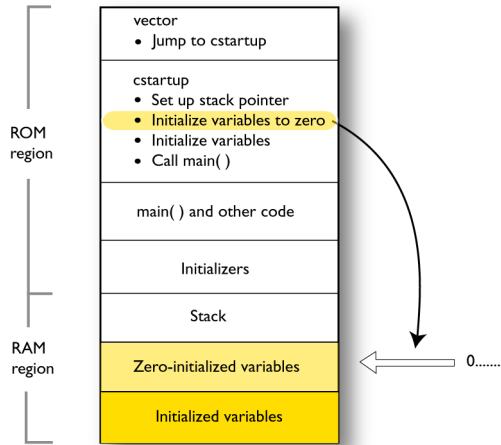 vector
• Jump to cstartup
cstartup
• Set up stack pointer
• Initialize variables to zero
• Initialize variables
• Call main( )
ROM
region
main( ) and other code
Initializers
Stack
RAM
region
Zero-initialized variables
0.......
Initialized variables